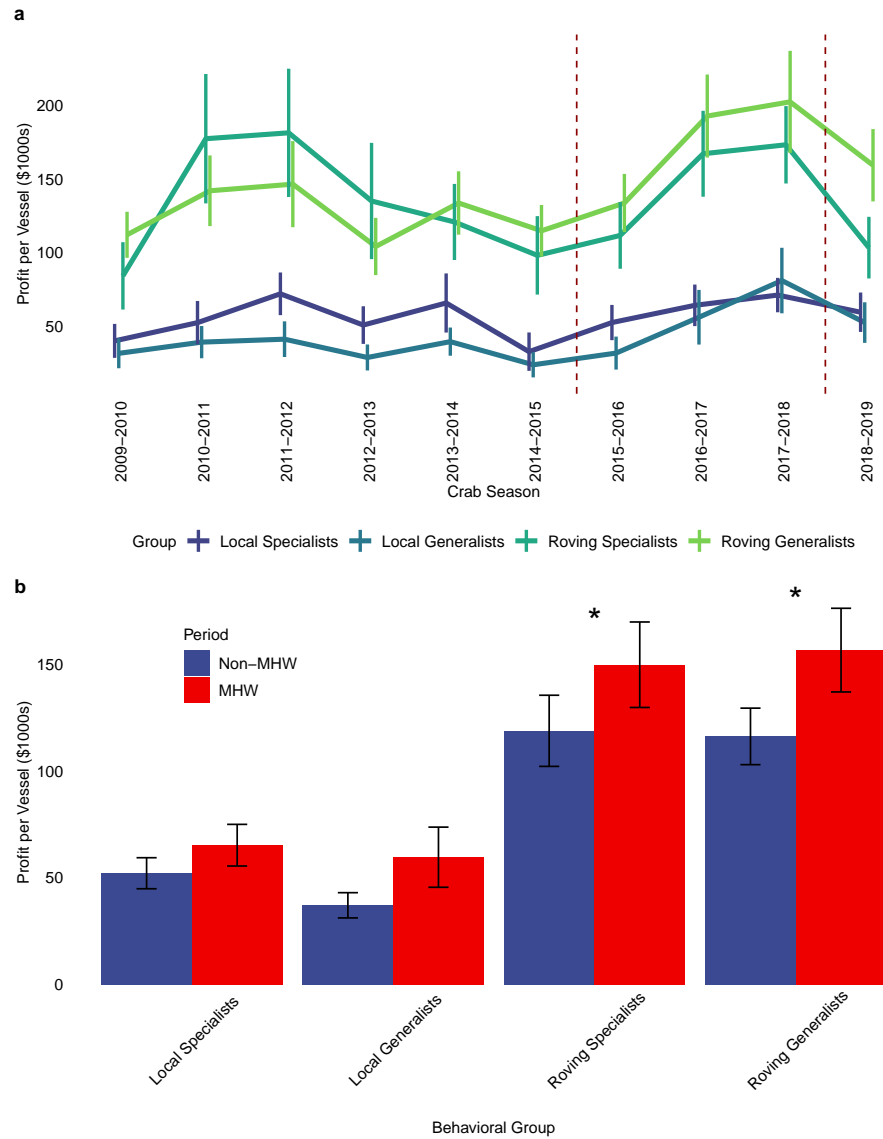 a
Profit per Vessel ($1000s)
200
150
100
50
2009−2010
2010−2011
2011−2012
2012−2013
2013−2014
2014−2015
2015−2016
2016−2017
2017−2018
2018−2019
Crab Season
Group Local Specialists Local Generalists Roving Specialists Roving Generalists
b
Profit per Vessel ($1000s)
150
100
50
0
Period
Non−MHW
MHW
*
*
Local Specialists
Local Generalists
Roving Specialists
Roving Generalists
Behavioral Group